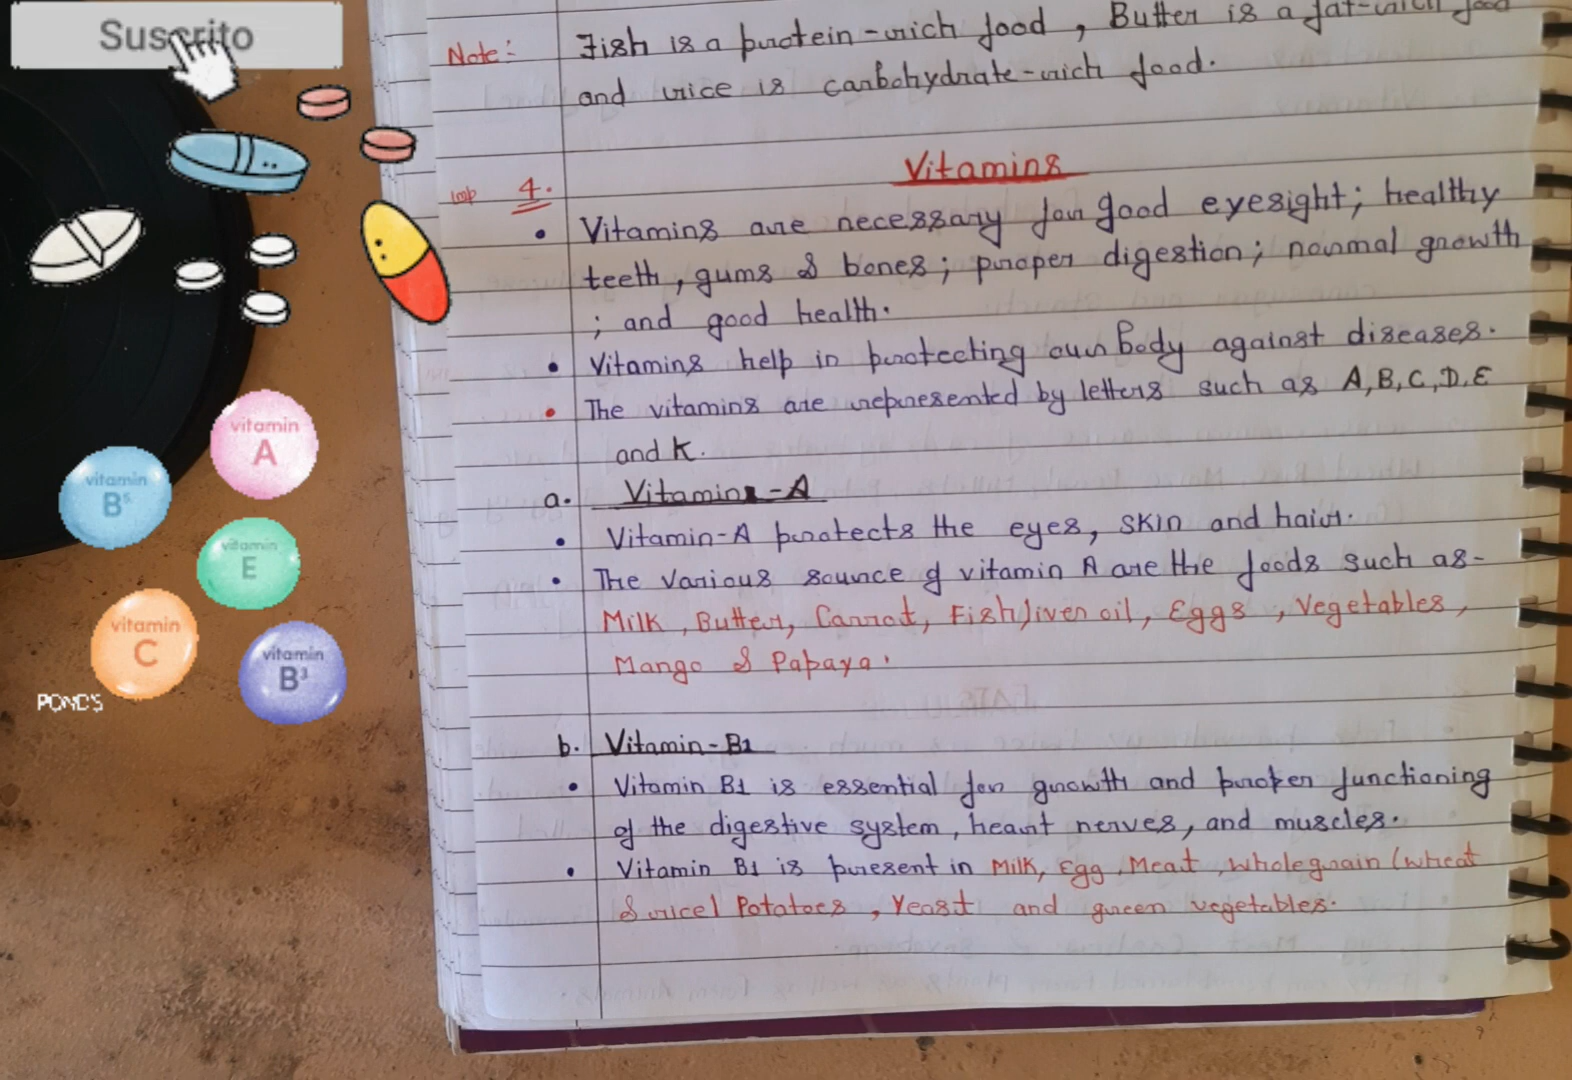 Suscrito
Note: Fish is a protein-rich food, Butter is a fat-rich food
and rice is carbohydrate-rich food.
Imp 4. Vitamins
• Vitamins are necessary for good eyesight; healthy
teeth, gums & bones; proper digestion; normal growth
; and good health.
• Vitamins help in protecting our body against diseases.
• The vitamins are represented by letters such as A, B, C, D, E
and K.
a. Vitamin-A
• Vitamin-A protects the eyes, skin and hair.
• The various source of vitamin A are the foods such as-
Milk, Butter, Carrot, Fish liver oil, Eggs, Vegetables,
Mango & Papaya.
b. Vitamin-B1
• Vitamin B1 is essential for growth and proper functioning
of the digestive system, heart nerves, and muscles.
• Vitamin B1 is present in Milk, Egg, Meat, whole grain (wheat
& rice) Potatoes, Yeast and green vegetables.
vitamin
A
vitamin
B5
vitamin
E
vitamin
C
vitamin
B3
POND'S